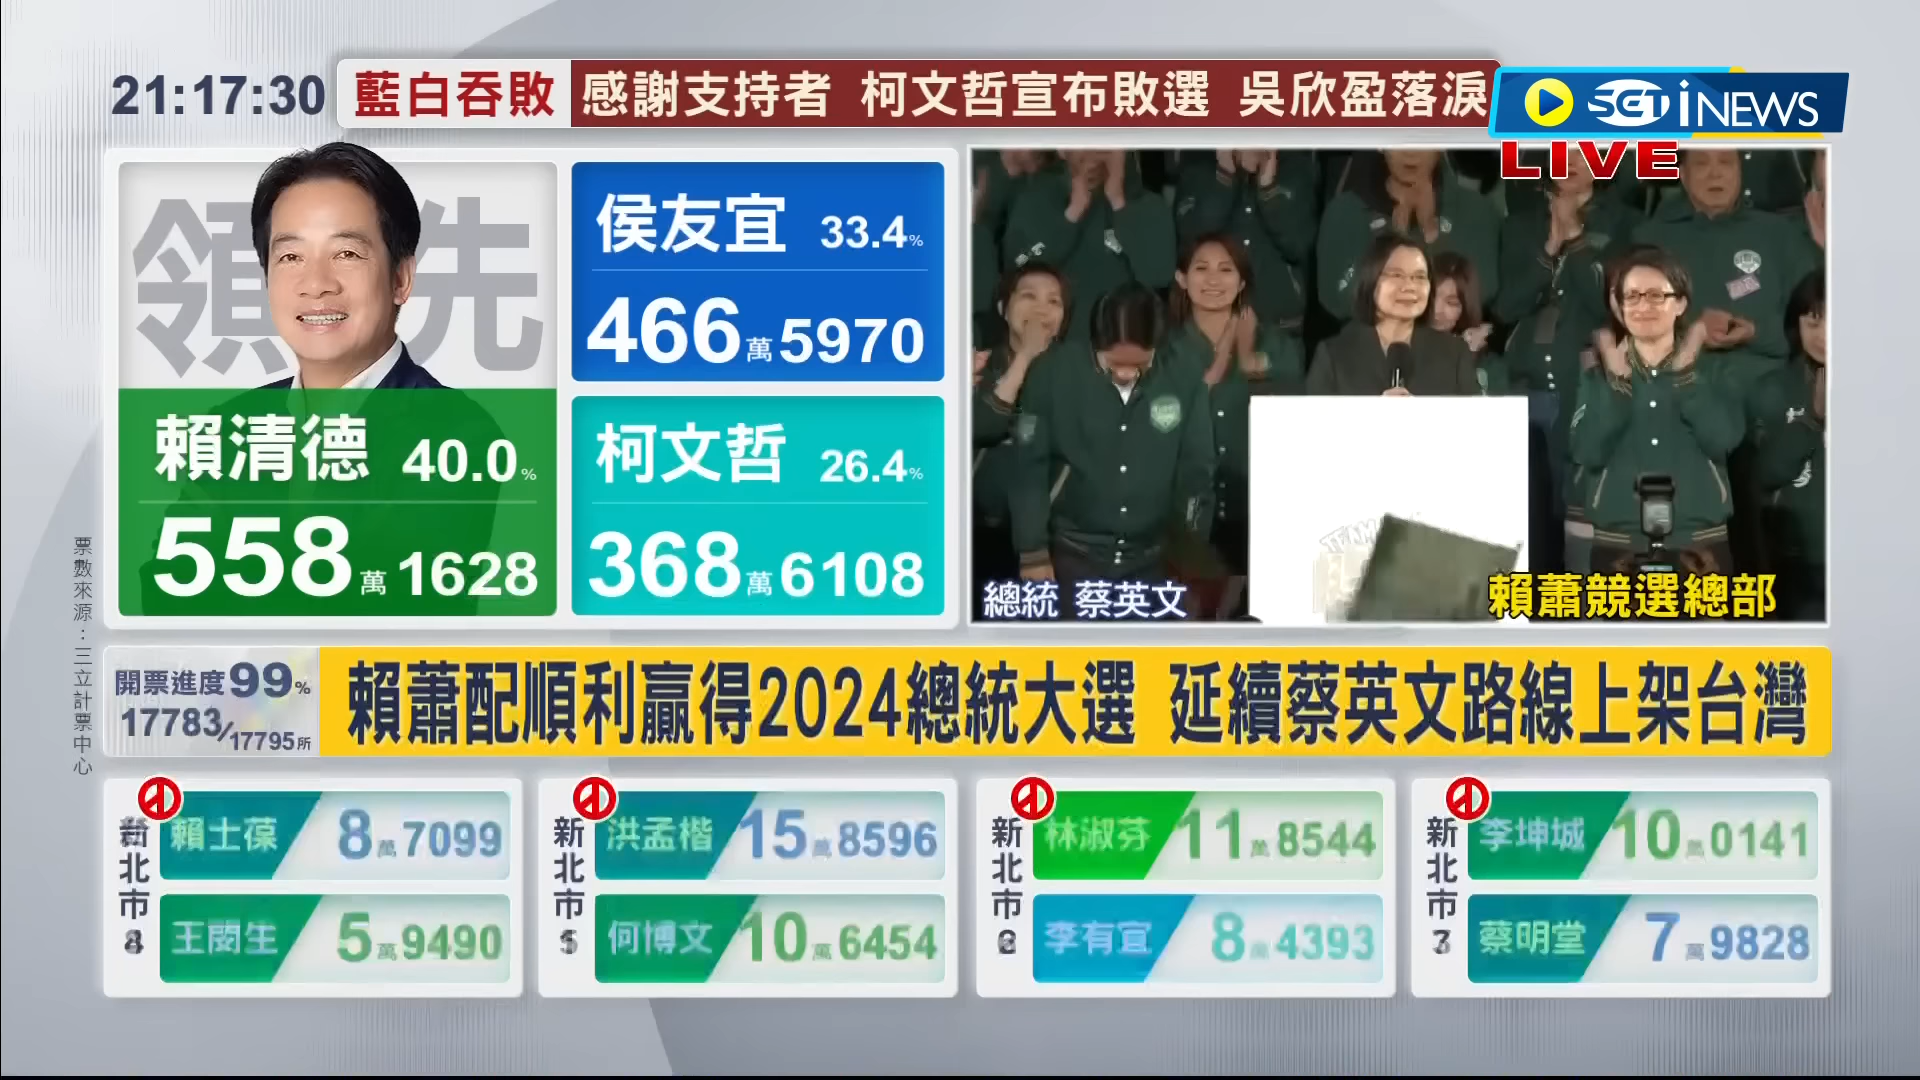 21:17:30
藍白吞敗
感謝支持者 柯文哲宣布敗選 吳欣盈落淚
SETiNEWS
LIVE
領先
賴清德 40.0%
558萬1628
侯友宜 33.4%
466萬5970
柯文哲 26.4%
368萬6108
總統 蔡英文
賴蕭競選總部
票數來源：三立計票中心
開票進度99%
17783/17795所
賴蕭配順利贏得2024總統大選 延續蔡英文路線上架台灣
賴士葆 8萬7099
王閔生 5萬9490
新北市
洪孟楷 15萬8596
何博文 10萬6454
新北市
林淑芬 11萬8544
李有宜 8萬4393
新北市
李坤城 10萬0141
蔡明堂 7萬9828